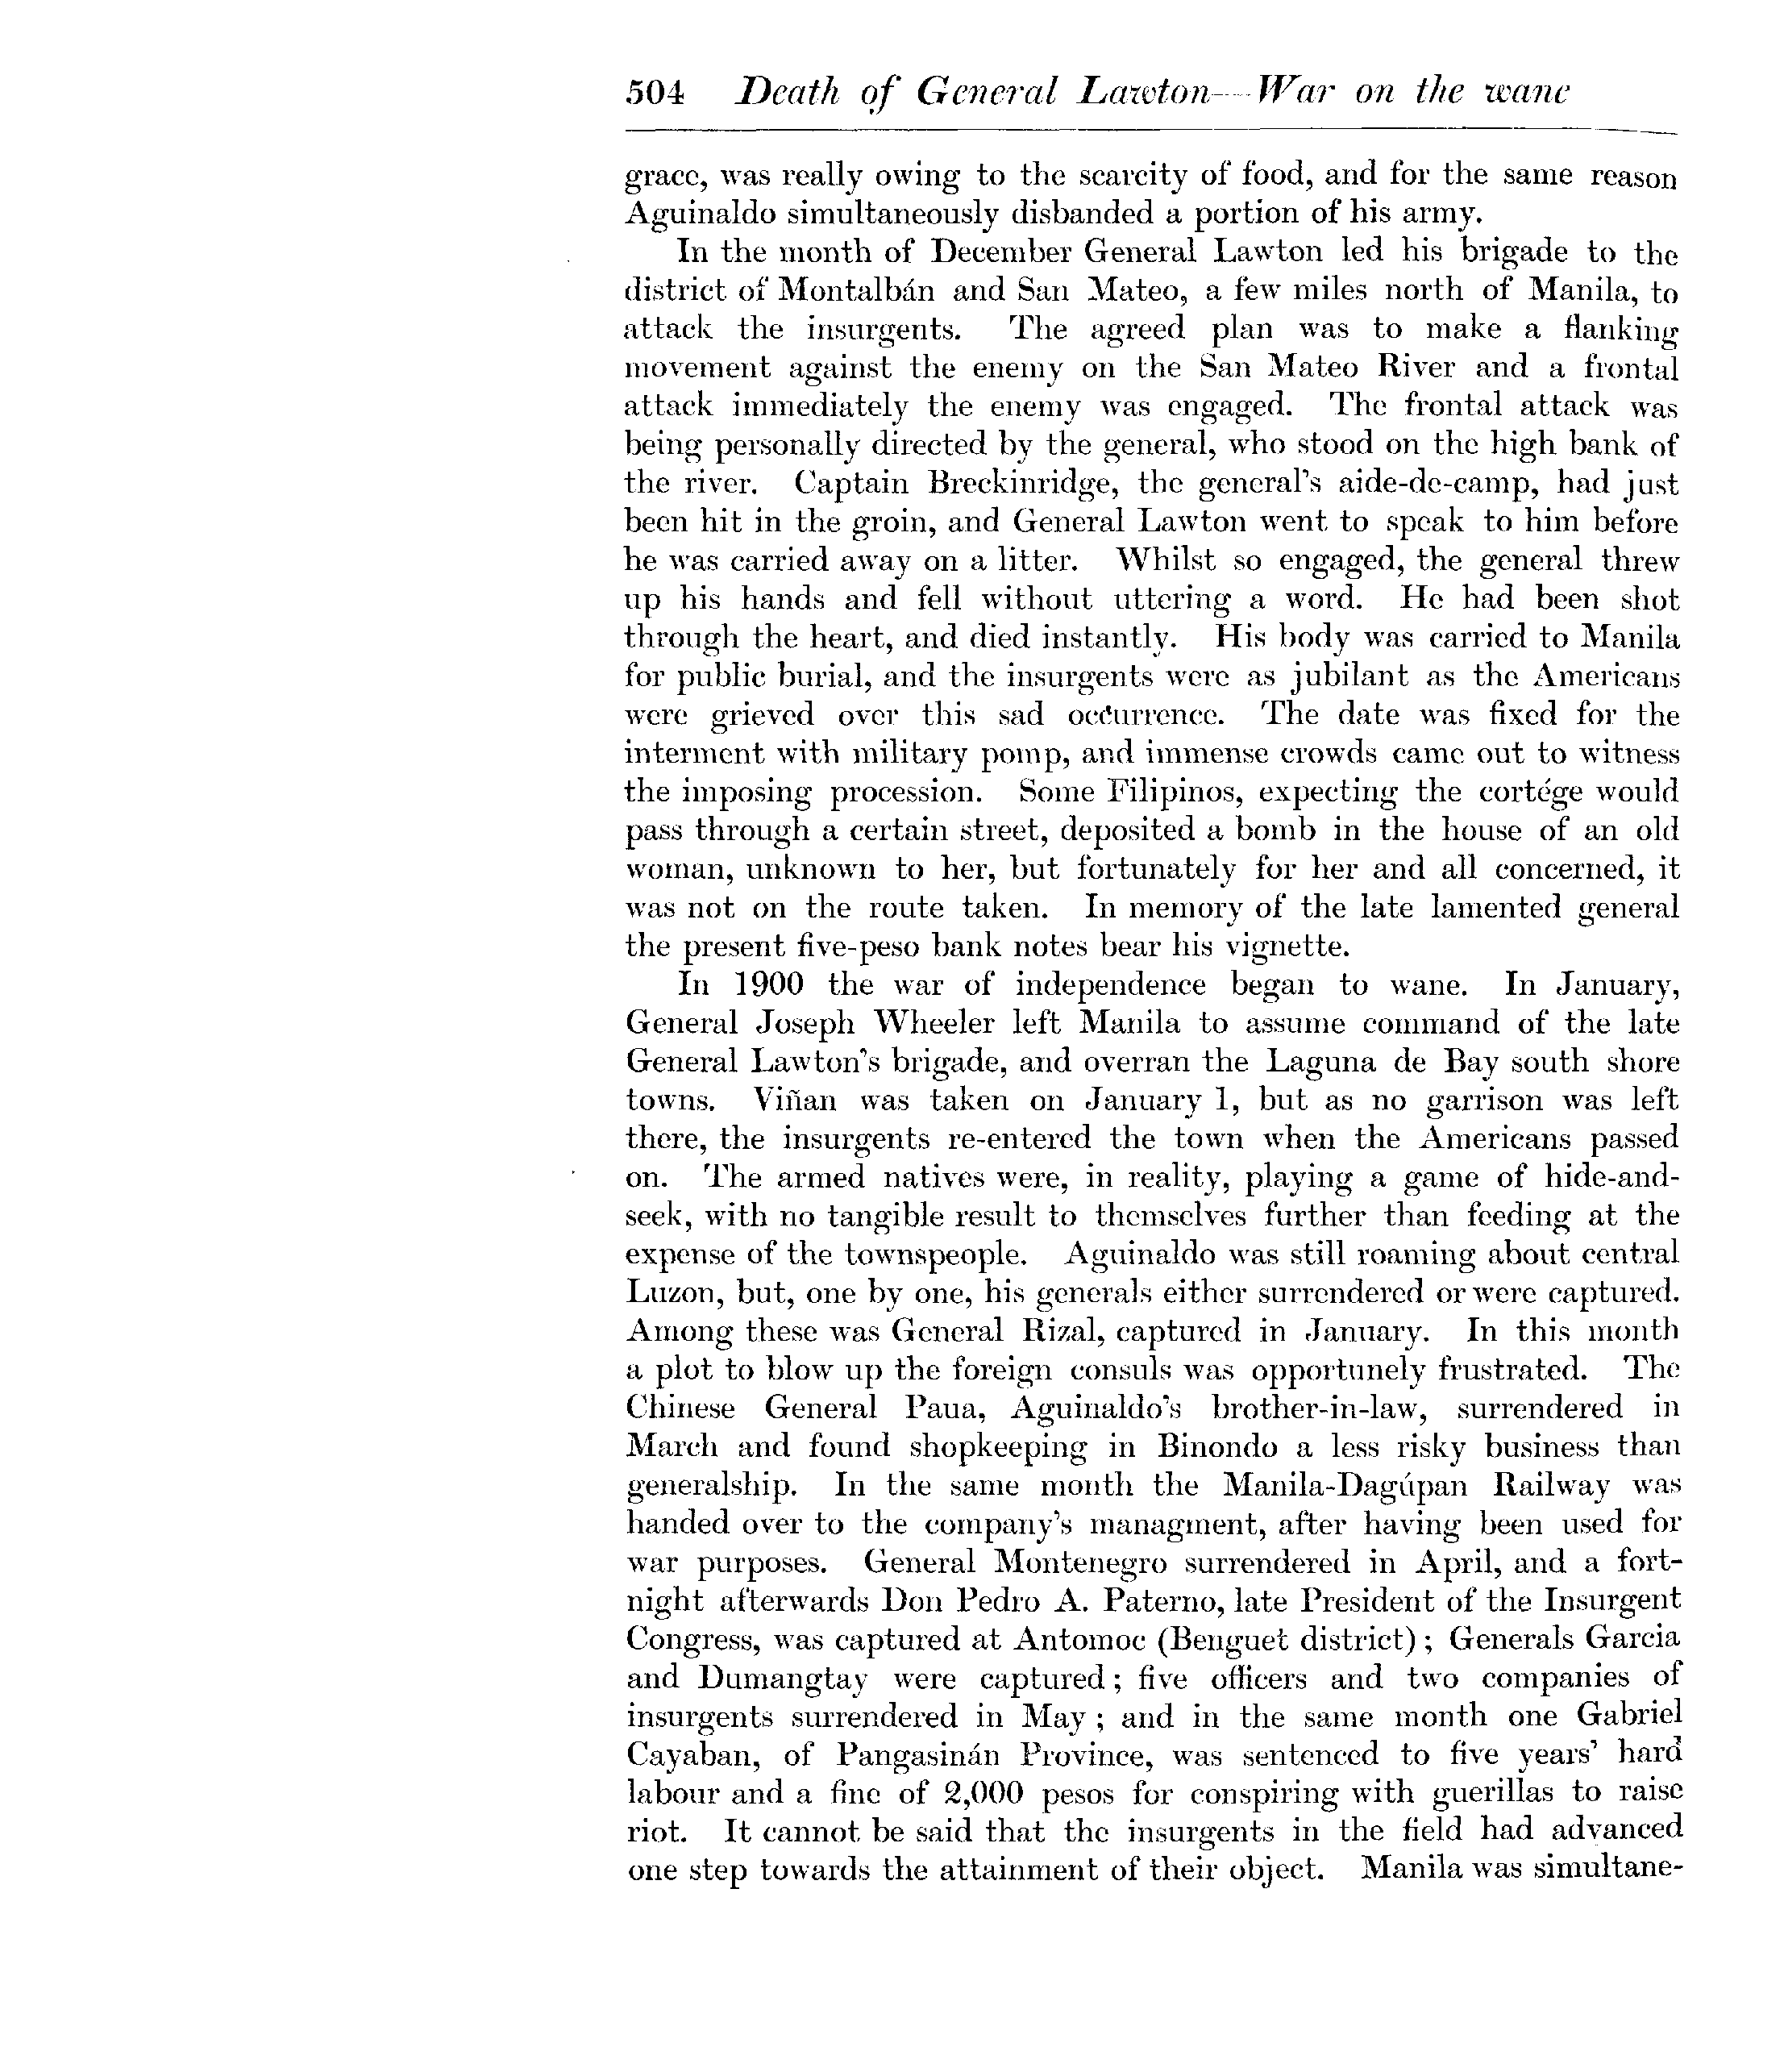 504 Death of General Lawton—War on the wane
grace, was really owing to the scarcity of food, and for the same reason
Aguinaldo simultaneously disbanded a portion of his army.
In the month of December General Lawton led his brigade to the
district of Montalbán and San Mateo, a few miles north of Manila, to
attack the insurgents. The agreed plan was to make a flanking
movement against the enemy on the San Mateo River and a frontal
attack immediately the enemy was engaged. The frontal attack was
being personally directed by the general, who stood on the high bank of
the river. Captain Breckinridge, the general's aide-de-camp, had just
been hit in the groin, and General Lawton went to speak to him before
he was carried away on a litter. Whilst so engaged, the general threw
up his hands and fell without uttering a word. He had been shot
through the heart, and died instantly. His body was carried to Manila
for public burial, and the insurgents were as jubilant as the Americans
were grieved over this sad occurrence. The date was fixed for the
interment with military pomp, and immense crowds came out to witness
the imposing procession. Some Filipinos, expecting the cortége would
pass through a certain street, deposited a bomb in the house of an old
woman, unknown to her, but fortunately for her and all concerned, it
was not on the route taken. In memory of the late lamented general
the present five-peso bank notes bear his vignette.
In 1900 the war of independence began to wane. In January,
General Joseph Wheeler left Manila to assume command of the late
General Lawton's brigade, and overran the Laguna de Bay south shore
towns. Viñan was taken on January 1, but as no garrison was left
there, the insurgents re-entered the town when the Americans passed
on. The armed natives were, in reality, playing a game of hide-and-
seek, with no tangible result to themselves further than feeding at the
expense of the townspeople. Aguinaldo was still roaming about central
Luzon, but, one by one, his generals either surrendered or were captured.
Among these was General Rizal, captured in January. In this month
a plot to blow up the foreign consuls was opportunely frustrated. The
Chinese General Paua, Aguinaldo's brother-in-law, surrendered in
March and found shopkeeping in Binondo a less risky business than
generalship. In the same month the Manila-Dagúpan Railway was
handed over to the company's managment, after having been used for
war purposes. General Montenegro surrendered in April, and a fort-
night afterwards Don Pedro A. Paterno, late President of the Insurgent
Congress, was captured at Antomoc (Benguet district); Generals Garcia
and Dumangtay were captured; five officers and two companies of
insurgents surrendered in May; and in the same month one Gabriel
Cayaban, of Pangasinán Province, was sentenced to five years' hard
labour and a fine of 2,000 pesos for conspiring with guerillas to raise
riot. It cannot be said that the insurgents in the field had advanced
one step towards the attainment of their object. Manila was simultane-